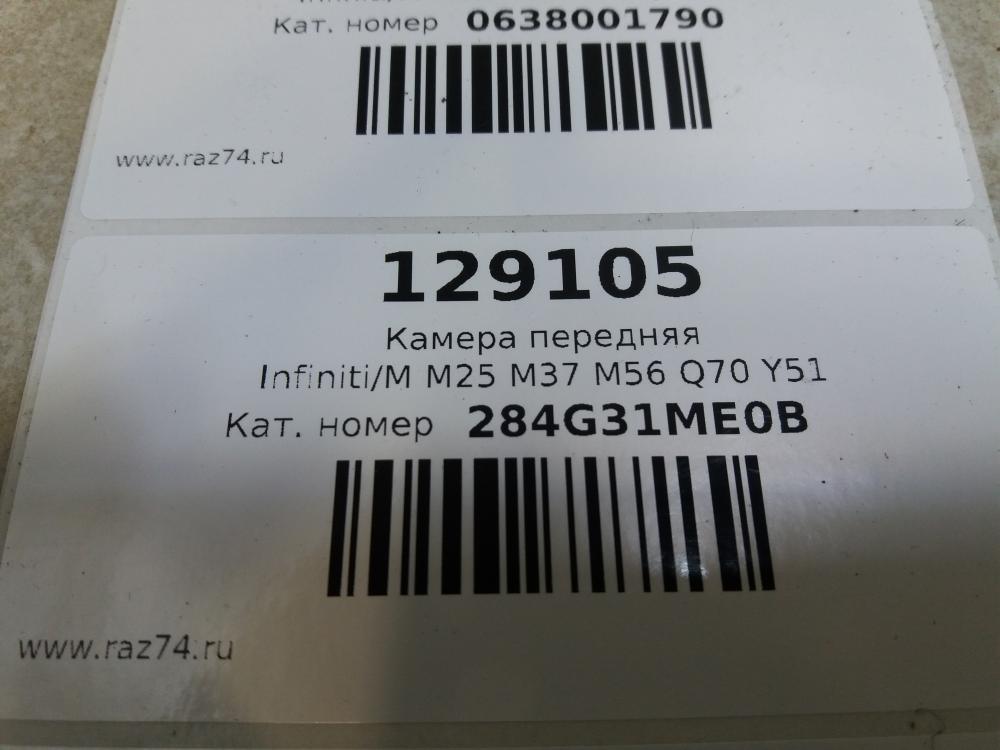 Кат. номер 0638001790
www.raz74.ru
129105
Камера передняя
Infiniti/M M25 M37 M56 Q70 Y51
Кат. номер 284G31ME0B
www.raz74.ru